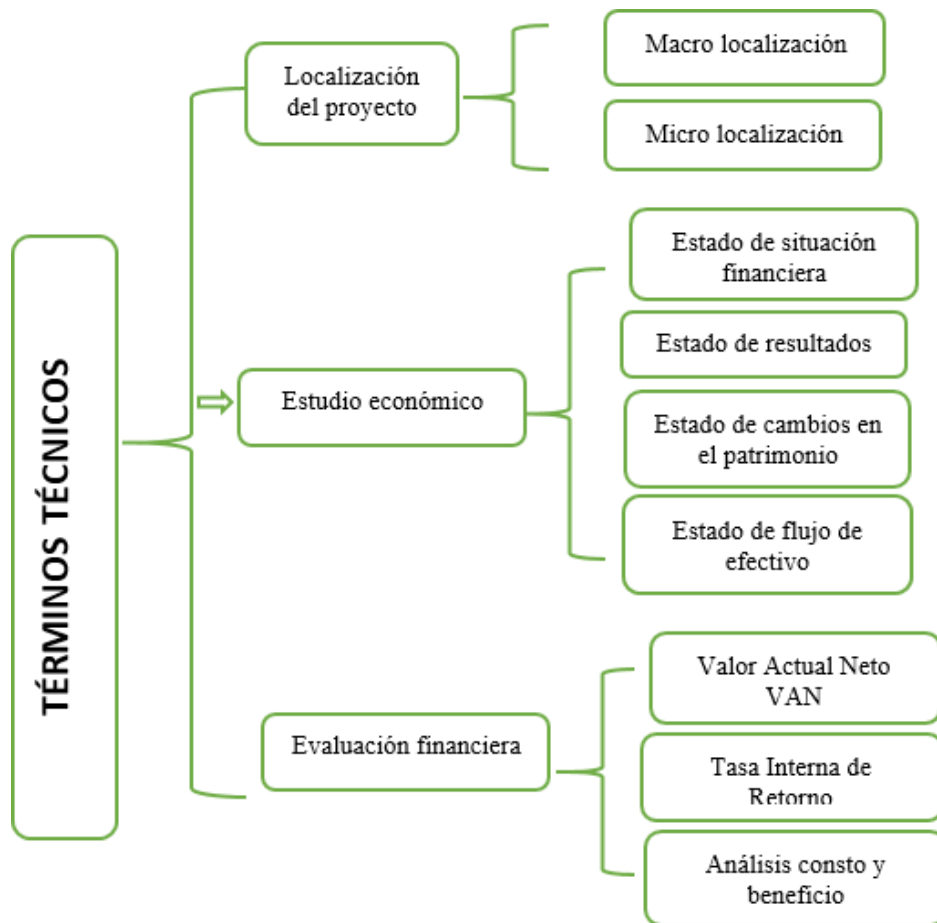 TÉRMINOS TÉCNICOS
Localización
del proyecto
Macro localización
Micro localización
Estudio económico
Estado de situación
financiera
Estado de resultados
Estado de cambios en
el patrimonio
Estado de flujo de
efectivo
Evaluación financiera
Valor Actual Neto
VAN
Tasa Interna de
Retorno
Análisis consto y
beneficio